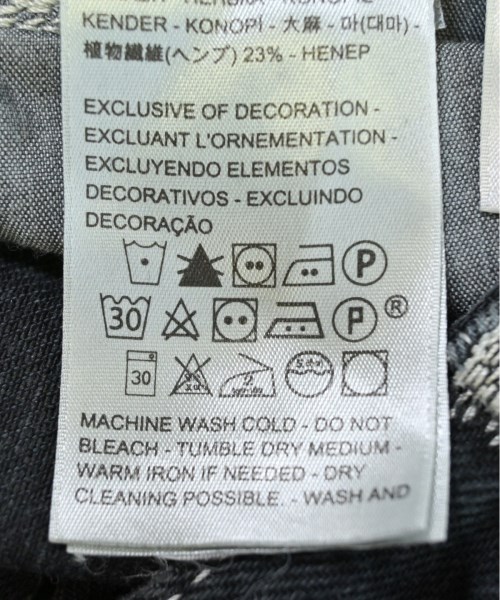 KENDER - KONOPÍ - 大麻 - 마(대마) -
植物繊維(ヘンプ) 23% - HENEP
EXCLUSIVE OF DECORATION -
EXCLUANT L'ORNEMENTATION -
EXCLUYENDO ELEMENTOS
DECORATIVOS - EXCLUINDO
DECORAÇÃO
P
30 P ®
30 2
MACHINE WASH COLD - DO NOT
BLEACH - TUMBLE DRY MEDIUM -
WARM IRON IF NEEDED - DRY
CLEANING POSSIBLE. - WASH AND